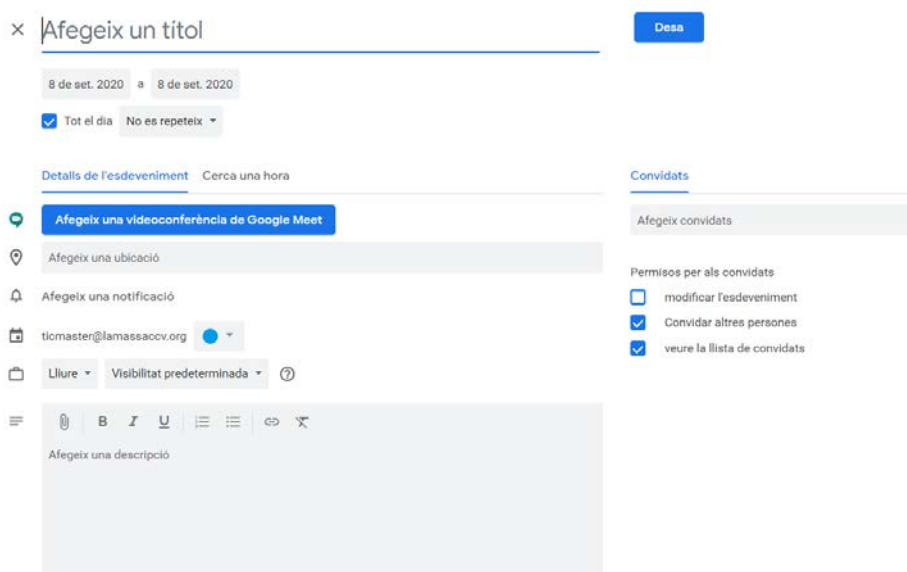 Afegeix un títol
Desa
8 de set. 2020 a 8 de set. 2020
Tot el dia No es repeteix
Detalls de l'esdeveniment Cerca una hora
Convidats
Afegeix una videoconferència de Google Meet
Afegeix convidats
Afegeix una ubicació
Permisos per als convidats
Afegeix una notificació
modificar l'esdeveniment
Convidar altres persones
ticmaster@lamassaccv.org
veure la llista de convidats
Lliure Visibilitat predeterminada
B I U
Afegeix una descripció